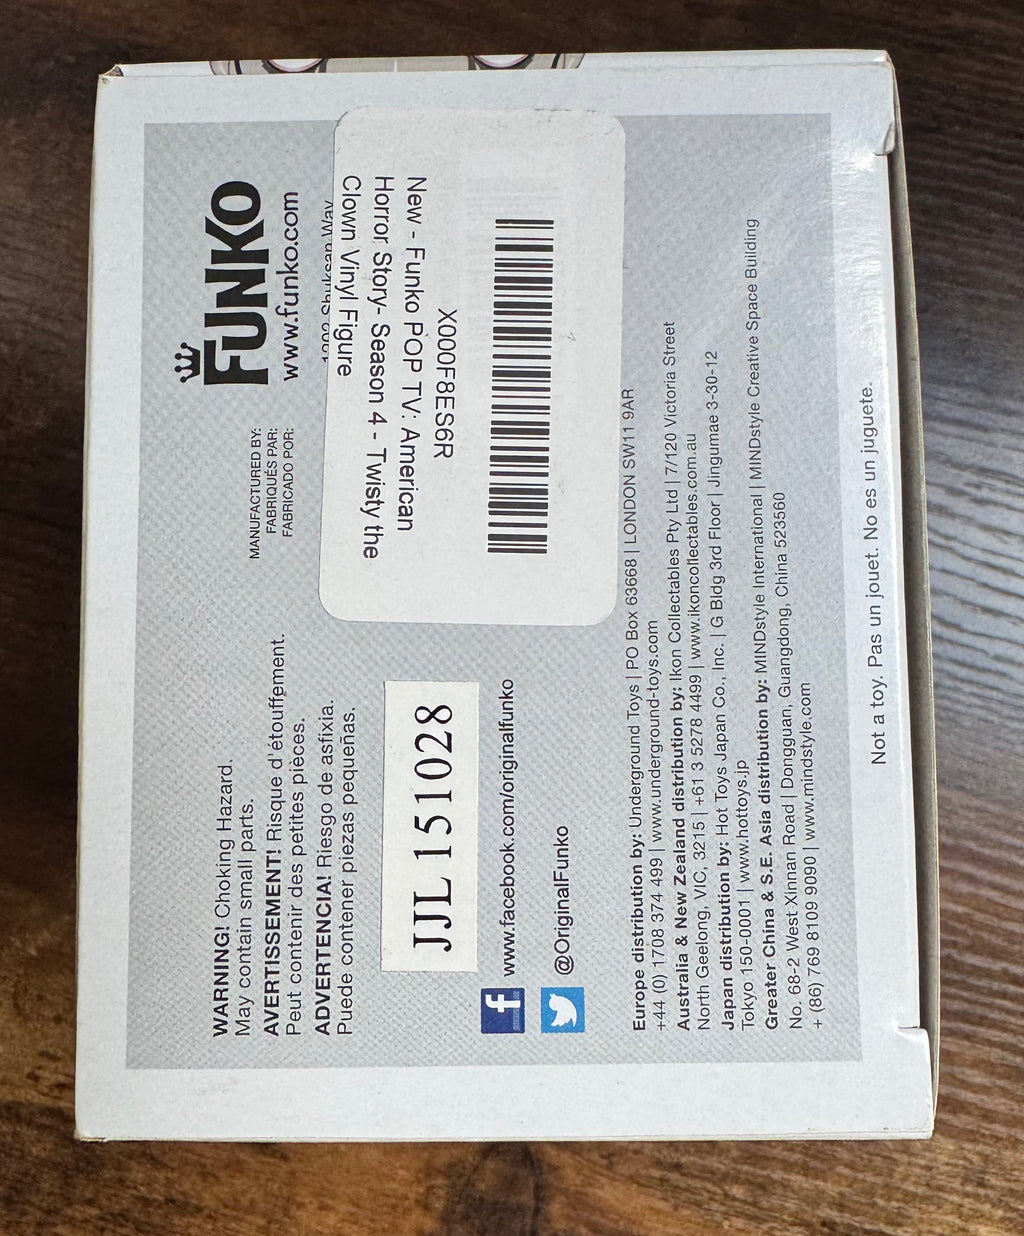 WARNING! Choking Hazard.
May contain small parts.
AVERTISSEMENT! Risque d'étouffement.
Peut contenir des petites pièces.
ADVERTENCIA! Riesgo de asfixia.
Puede contener piezas pequeñas.
MANUFACTURED BY:
FABRIQUÉS PAR:
FABRICADO POR:
FUNKO
www.funko.com
1202 Shuksan Way
JJL 151028
X000F8ES6R
New - Funko POP TV: American
Horror Story- Season 4 - Twisty the
Clown Vinyl Figure
f www.facebook.com/originalfunko
@OriginalFunko
Europe distribution by: Underground Toys | PO Box 63668 | LONDON SW11 9AR
+44 (0) 1708 374 499 | www.underground-toys.com
Australia & New Zealand distribution by: Ikon Collectables Pty Ltd | 7/120 Victoria Street
North Geelong, VIC, 3215 | +61 3 5278 4499 | www.ikoncollectables.com.au
Japan distribution by: Hot Toys Japan Co., Inc. | G Bldg 3rd Floor | Jingumae 3-30-12
Tokyo 150-0001 | www.hottoys.jp
Greater China & S.E. Asia distribution by: MINDstyle International | MINDstyle Creative Space Building
No. 68-2 West Xinnan Road | Dongguan, Guangdong, China 523560
+ (86) 769 8109 9090 | www.mindstyle.com
Not a toy. Pas un jouet. No es un juguete.